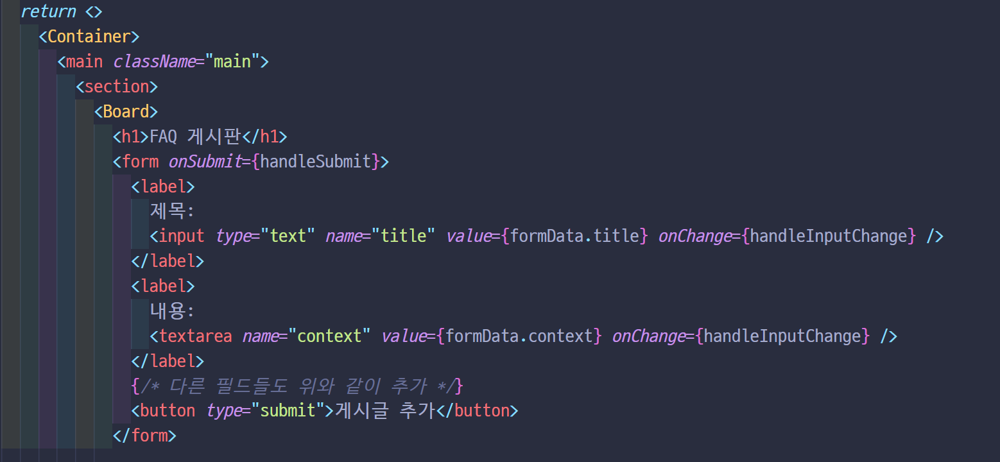 return <>
<Container>
<main className="main">
<section>
<Board>
<h1>FAQ 게시판</h1>
<form onSubmit={handleSubmit}>
<label>
제목:
<input type="text" name="title" value={formData.title} onChange={handleInputChange} />
</label>
<label>
내용:
<textarea name="context" value={formData.context} onChange={handleInputChange} />
</label>
{/* 다른 필드들도 위와 같이 추가 */}
<button type="submit">게시글 추가</button>
</form>